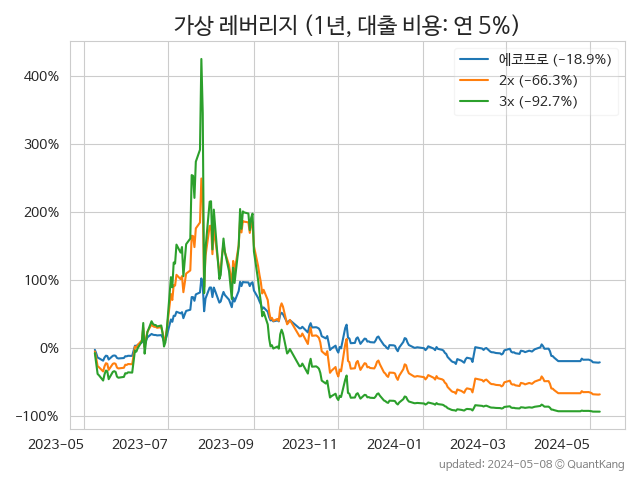 가상 레버리지 (1년, 대출 비용: 연 5%)
에코프로 (-18.9%)
2x (-66.3%)
3x (-92.7%)
400%
300%
200%
100%
0%
−100%
2023-05
2023-07
2023-09
2023-11
2024-01
2024-03
2024-05
updated: 2024-05-08 © QuantKang